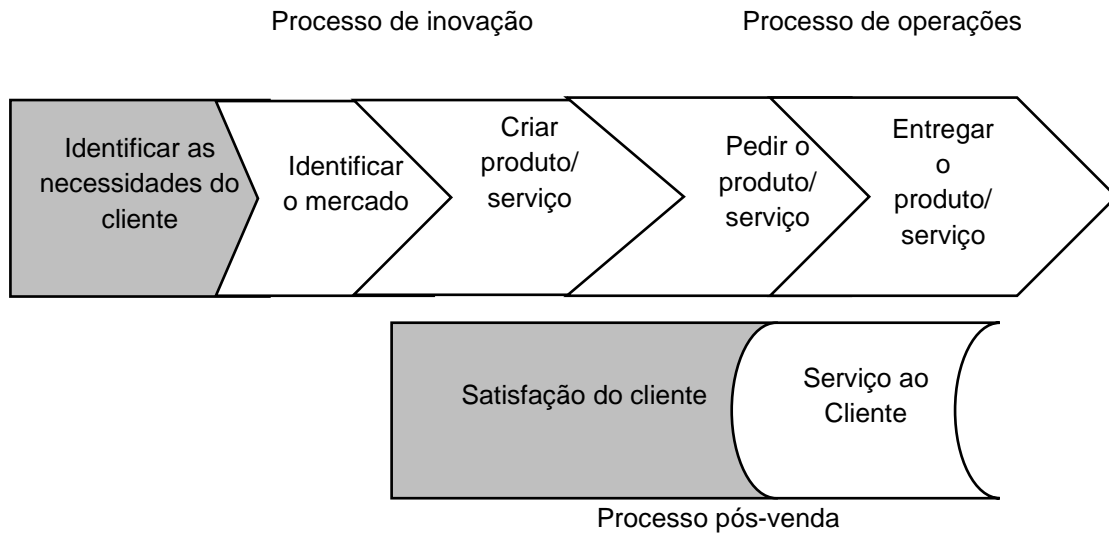 Processo de inovação
Processo de operações
Identificar as
necessidades do
cliente
Identificar
o mercado
Criar
produto/
serviço
Pedir o
produto/
serviço
Entregar
o
produto/
serviço
Satisfação do cliente
Serviço ao
Cliente
Processo pós-venda